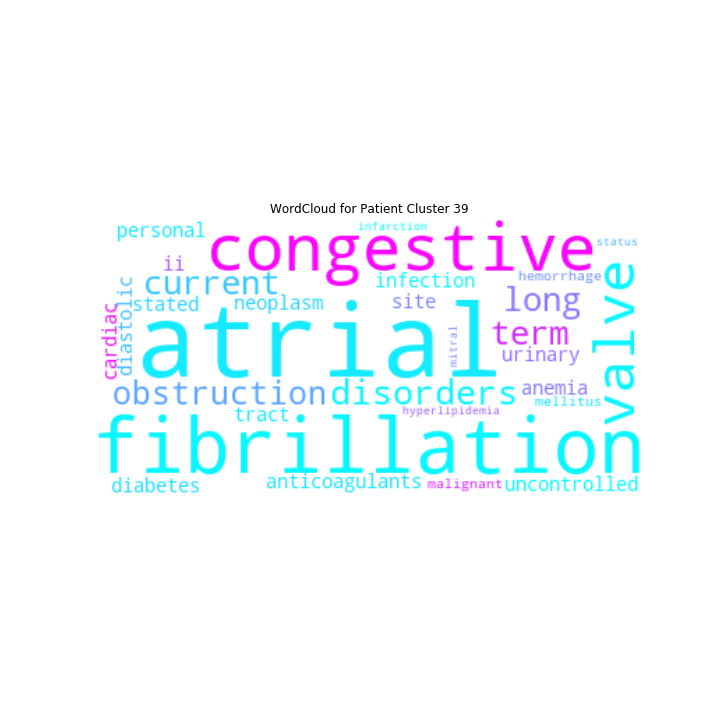 WordCloud for Patient Cluster 39
personal
infarction
congestive
status
ii
current
infection
hemorrhage
diastolic
cardiac
stated
neoplasm
site
long
valve
atrial
term
mitral
urinary
obstruction
disorders
anemia
mellitus
tract
hyperlipidemia
fibrillation
diabetes
anticoagulants
malignant
uncontrolled